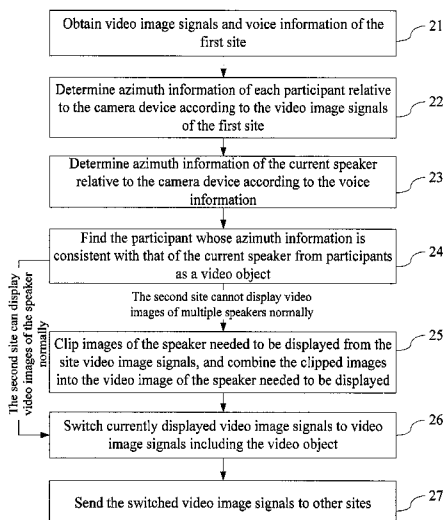 Obtain video image signals and voice information of the
first site
21
Determine azimuth information of each participant relative
to the camera device according to the video image signals
of the first site
22
Determine azimuth information of the current speaker
relative to the camera device according to the voice
information
23
Find the participant whose azimuth information is
consistent with that of the current speaker from participants
as a video object
24
The second site can display
video images of the speaker
normally
The second site cannot display video
images of multiple speakers normally
Clip images of the speaker needed to be displayed from the
site video image signals, and combine the clipped images
into the video image of the speaker needed to be displayed
25
Switch currently displayed video image signals to video
image signals including the video object
26
Send the switched video image signals to other sites
27